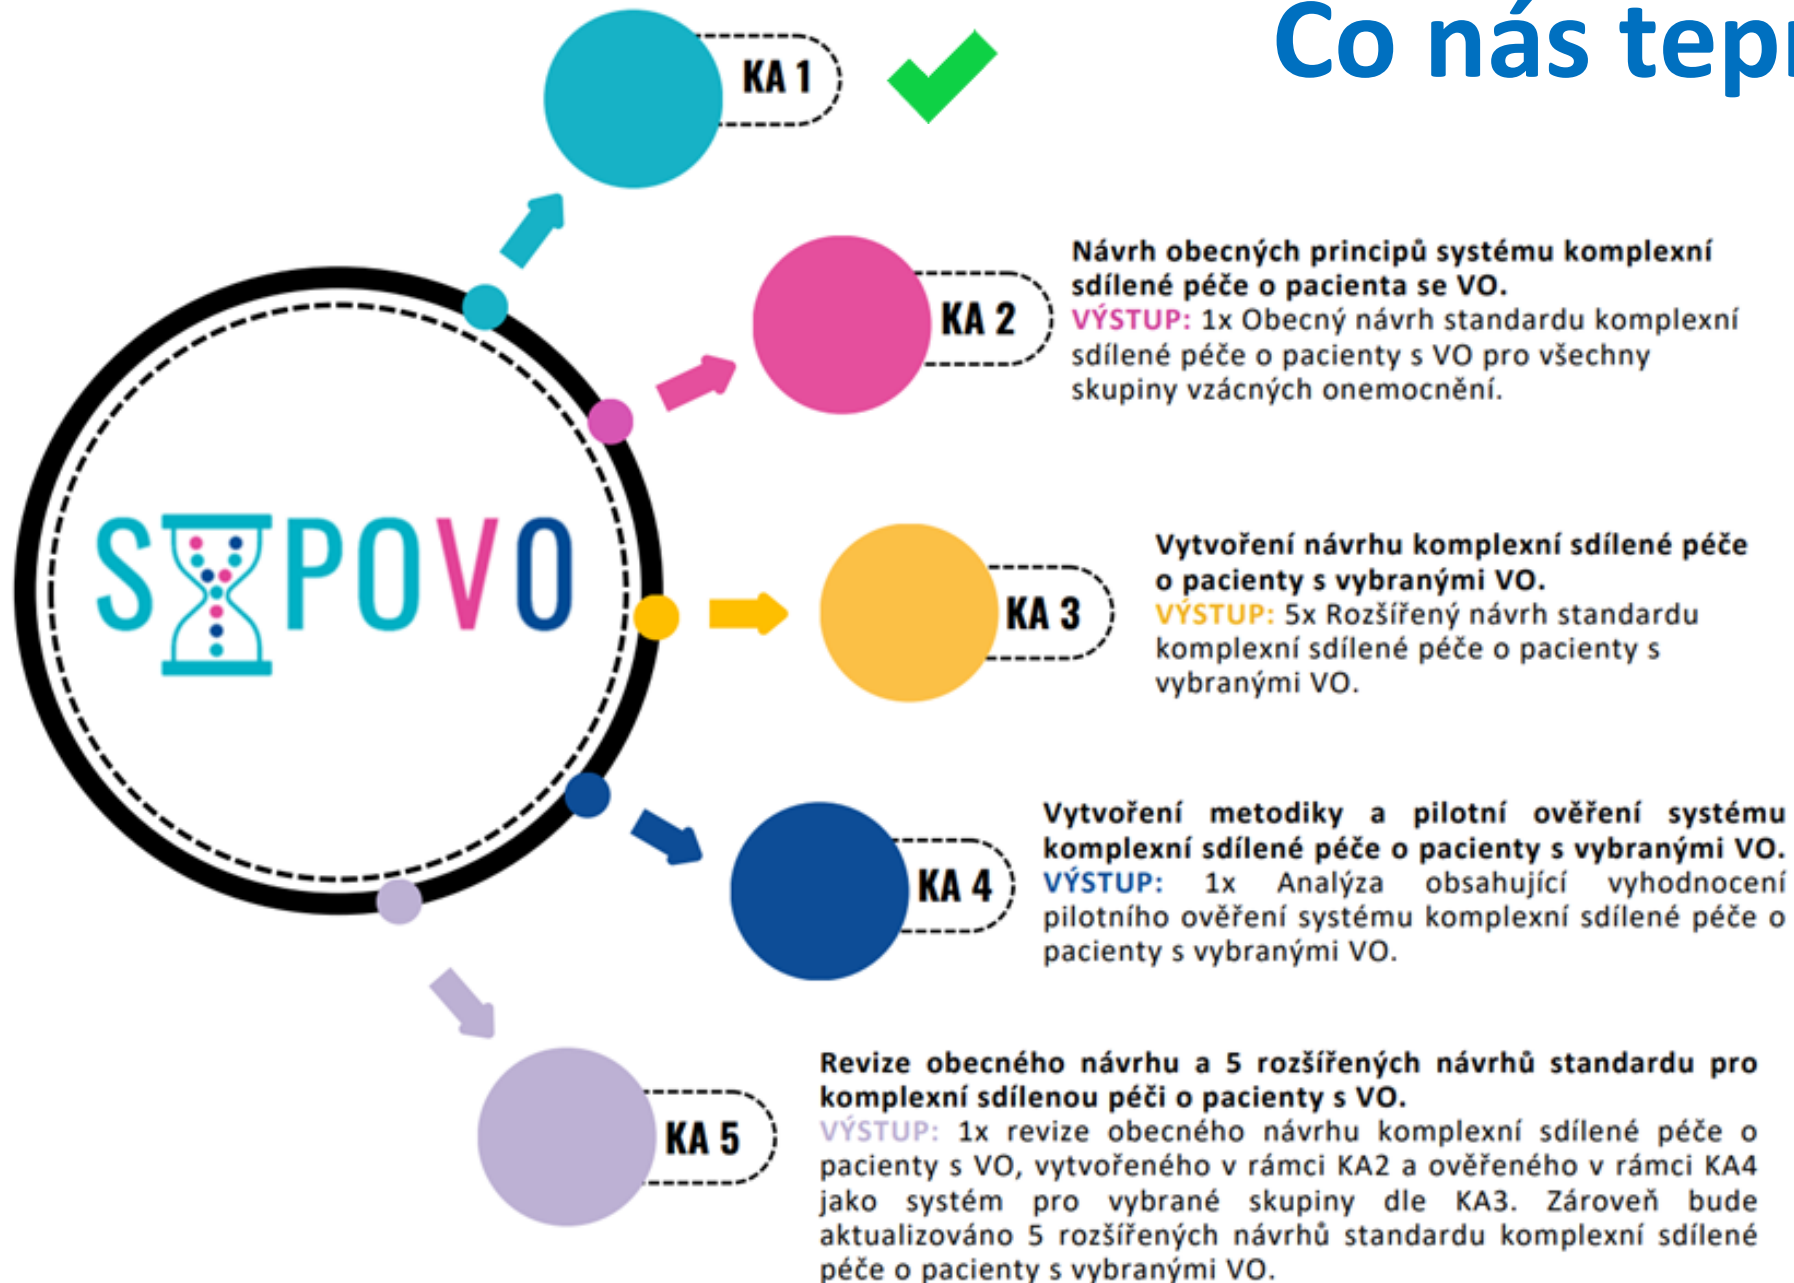 Co nás tepr
KA 1
KA 2
Návrh obecných principů systému komplexní
sdílené péče o pacienta se VO.
VÝSTUP: 1x Obecný návrh standardu komplexní
sdílené péče o pacienty s VO pro všechny
skupiny vzácných onemocnění.
SYPOVO
KA 3
Vytvoření návrhu komplexní sdílené péče
o pacienty s vybranými VO.
VÝSTUP: 5x Rozšířený návrh standardu
komplexní sdílené péče o pacienty s
vybranými VO.
KA 4
Vytvoření metodiky a pilotní ověření systému
komplexní sdílené péče o pacienty s vybranými VO.
VÝSTUP: 1x Analýza obsahující vyhodnocení
pilotního ověření systému komplexní sdílené péče o
pacienty s vybranými VO.
KA 5
Revize obecného návrhu a 5 rozšířených návrhů standardu pro
komplexní sdílenou péči o pacienty s VO.
VÝSTUP: 1x revize obecného návrhu komplexní sdílené péče o
pacienty s VO, vytvořeného v rámci KA2 a ověřeného v rámci KA4
jako systém pro vybrané skupiny dle KA3. Zároveň bude
aktualizováno 5 rozšířených návrhů standardu komplexní sdílené
péče o pacienty s vybranými VO.